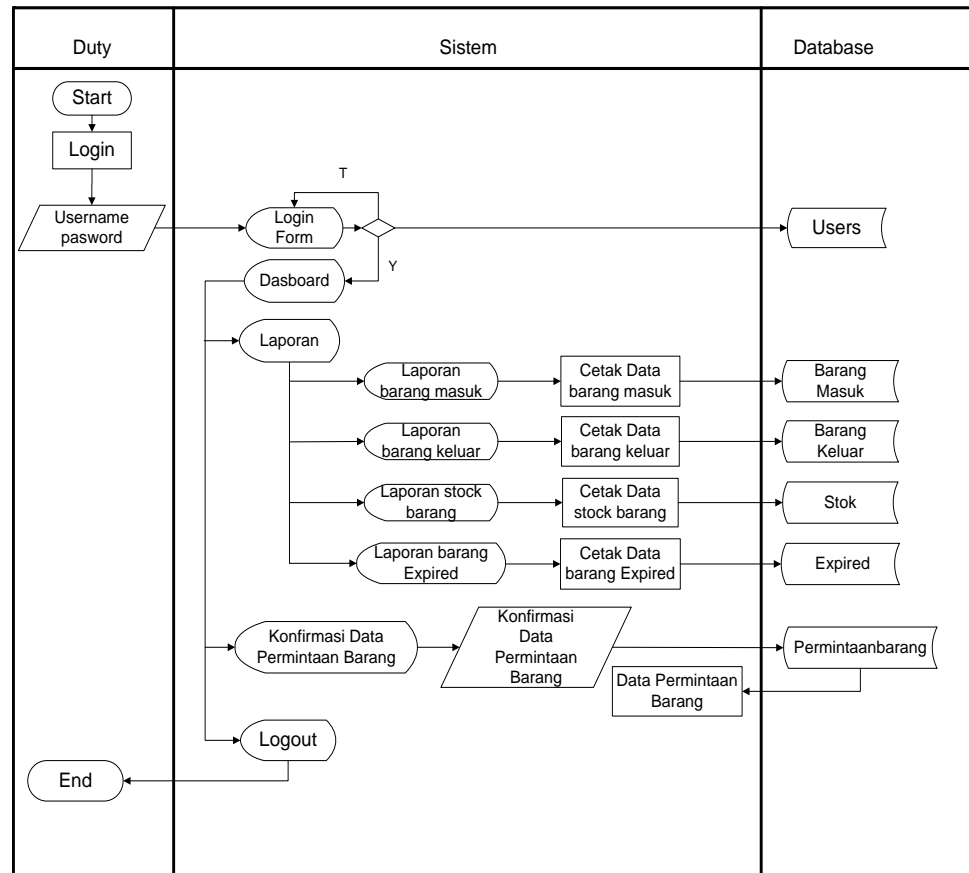 Duty
Sistem
Database
Start
Login
T
Username
pasword
Login
Form
Users
Y
Dasboard
Laporan
Laporan
barang masuk
Cetak Data
barang masuk
Barang
Masuk
Laporan
barang keluar
Cetak Data
barang keluar
Barang
Keluar
Laporan stock
barang
Cetak Data
stock barang
Stok
Laporan barang
Expired
Cetak Data
barang Expired
Expired
Konfirmasi Data
Permintaan Barang
Konfirmasi
Data
Permintaan
Barang
Permintaanbarang
Data Permintaan
Barang
Logout
End